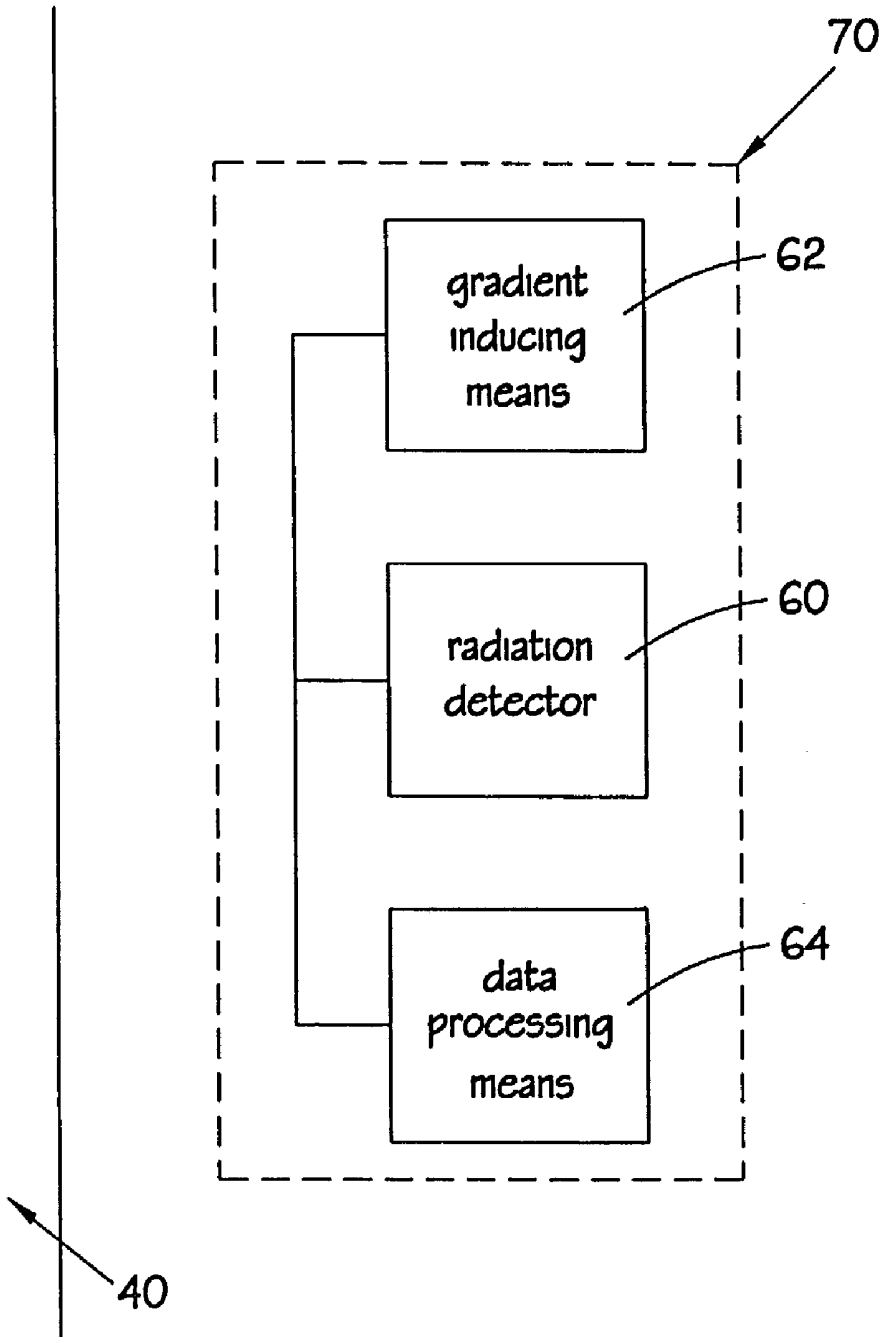 70
gradient
inducing
means
62
radiation
detector
60
data
processing
means
64
40